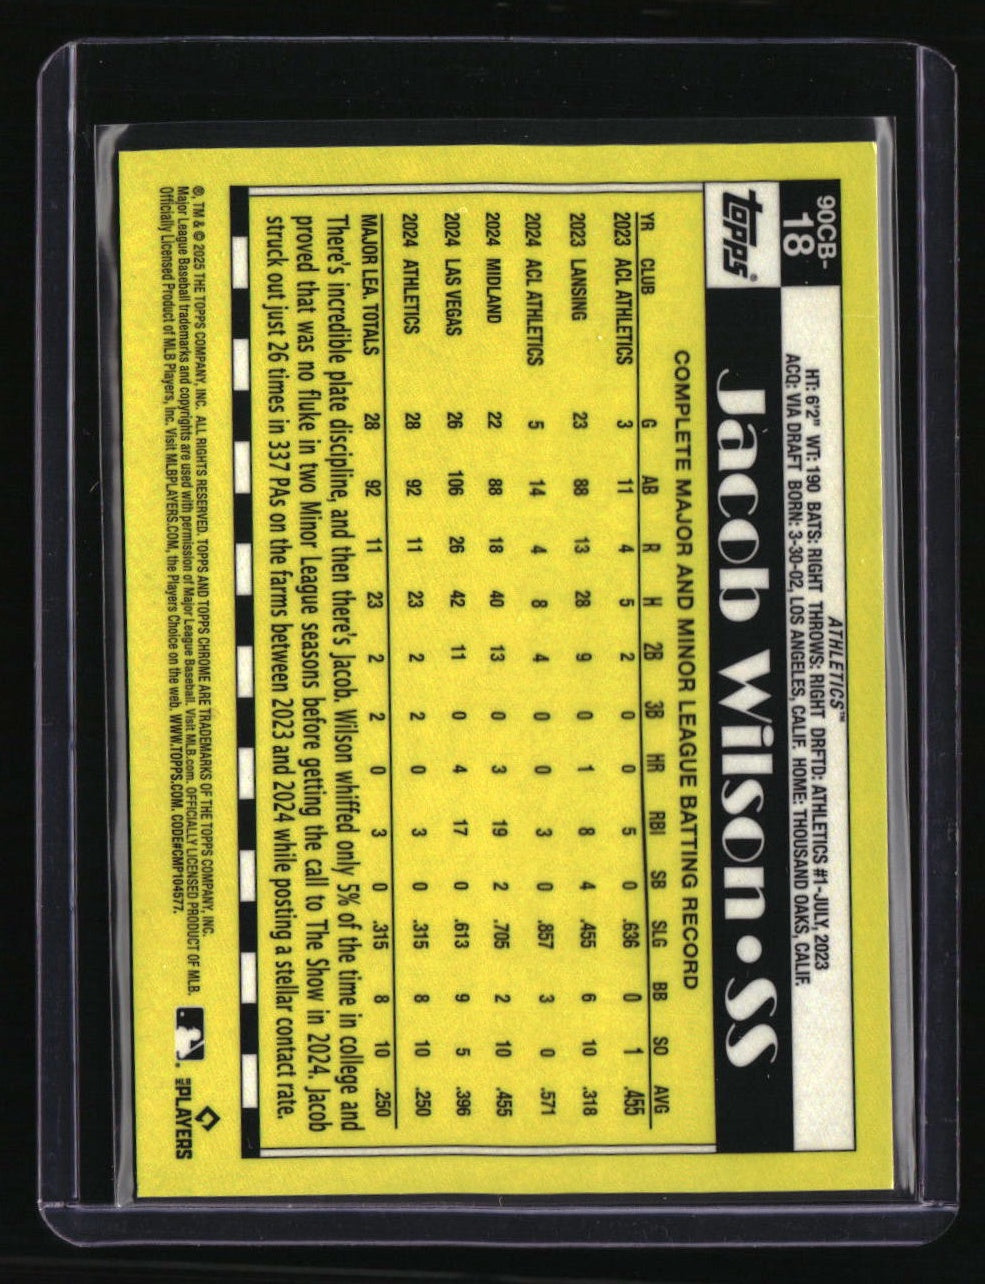 90CB-
18
ATHLETICS™
HT: 6'2" WT: 190 BATS: RIGHT THROWS: RIGHT DRFTD: ATHLETICS #1-JULY, 2023
ACQ: VIA DRAFT BORN: 3-30-02, LOS ANGELES, CALIF. HOME: THOUSAND OAKS, CALIF.
topps®
Jacob Wilson • SS
COMPLETE MAJOR AND MINOR LEAGUE BATTING RECORD
YR CLUB G AB R H 2B 3B HR RBI SB SLG BB SO AVG
2023 ACL ATHLETICS 3 11 4 5 2 0 0 5 0 .636 0 1 .455
2023 LANSING 23 88 13 28 9 0 1 8 4 .455 6 10 .318
2024 ACL ATHLETICS 5 14 4 8 4 0 0 3 0 .857 3 0 .571
2024 MIDLAND 22 88 18 40 13 0 3 19 2 .705 2 10 .455
2024 LAS VEGAS 26 106 26 42 11 0 4 17 0 .613 9 5 .396
2024 ATHLETICS 28 92 11 23 2 2 0 3 0 .315 8 10 .250
MAJOR LEA. TOTALS 28 92 11 23 2 2 0 3 0 .315 8 10 .250
There's incredible plate discipline, and then there's Jacob. Wilson whiffed only 5% of the time in college and
proved that was no fluke in two Minor League seasons before getting the call to The Show in 2024. Jacob
struck out just 26 times in 337 PAs on the farms between 2023 and 2024 while posting a stellar contact rate.
®, TM & © 2025 THE TOPPS COMPANY, INC. ALL RIGHTS RESERVED. TOPPS AND TOPPS CHROME ARE TRADEMARKS OF THE TOPPS COMPANY, INC.
Major League Baseball trademarks and copyrights are used with permission of Major League Baseball. Visit MLB.com. OFFICIALLY LICENSED PRODUCT OF MLB.
Officially Licensed Product of MLB Players, Inc. Visit MLBPLAYERS.COM, the Players Choice on the web. WWW.TOPPS.COM. CODE#CMP104577.
MLB PLAYERS